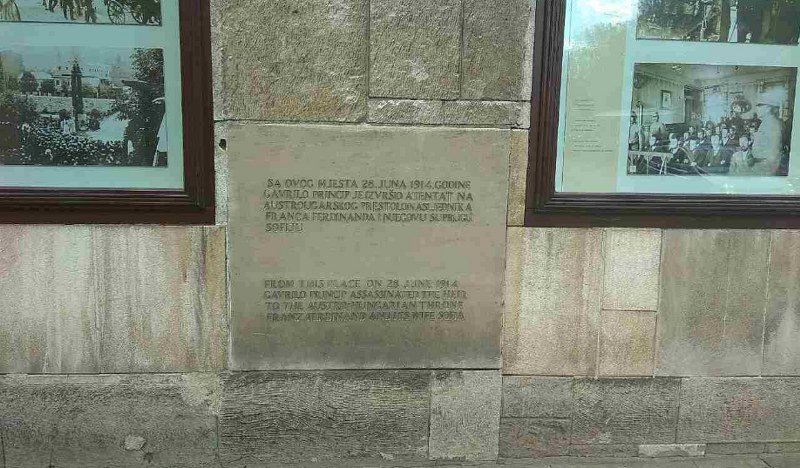 SA OVOG MJESTA 28. JUNA 1914. GODINE
GAVRILO PRINCIP JE IZVRŠIO ATENTAT NA
AUSTROUGARSKOG PRESTOLONASLJEDNIKA
FRANCA FERDINANDA I NJEGOVU SUPRUGU
SOFIJU
FROM THIS PLACE ON 28 JUNE 1914
GAVRILO PRINCIP ASSASSINATED THE HEIR
TO THE AUSTRO-HUNGARIAN THRONE
FRANZ FERDINAND AND HIS WIFE SOFIA